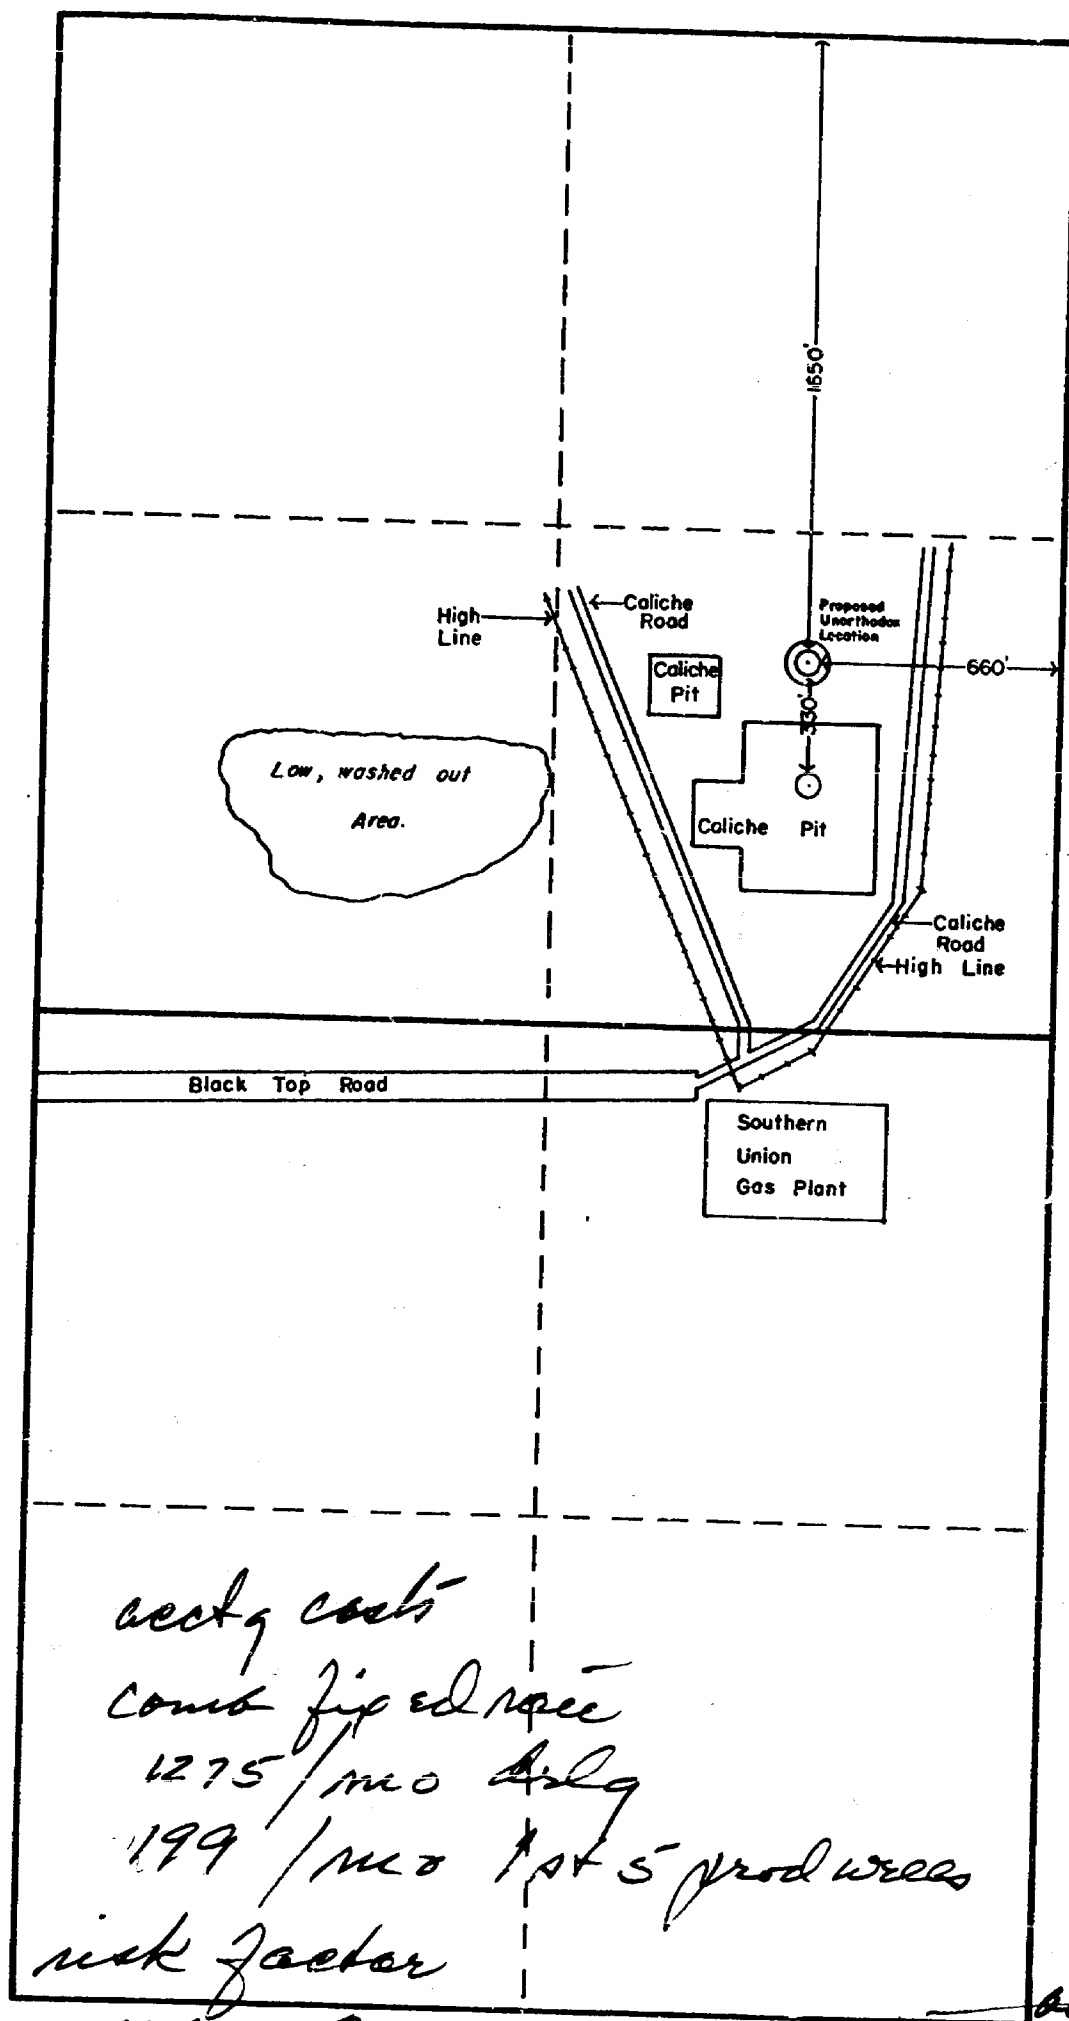 1650'
High
Line
Caliche
Road
Proposed
Unorthodox
Location
Caliche
Pit
660'
330'
Low, washed out
Area.
Caliche Pit
Caliche
Road
High Line
Black Top Road
Southern
Union
Gas Plant
acctg costs
comb fixed rate
1275/mo drlg
199 /mo 1st 5 prod wells
risk factor